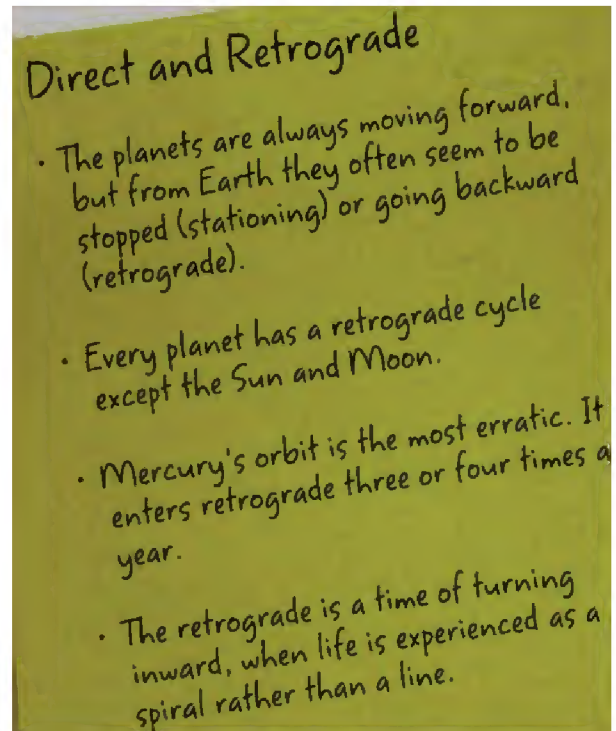 Direct and Retrograde
· The planets are always moving forward,
but from Earth they often seem to be
stopped (stationing) or going backward
(retrograde).
· Every planet has a retrograde cycle
except the Sun and Moon.
· Mercury's orbit is the most erratic. It
enters retrograde three or four times a
year.
· The retrograde is a time of turning
inward, when life is experienced as a
spiral rather than a line.